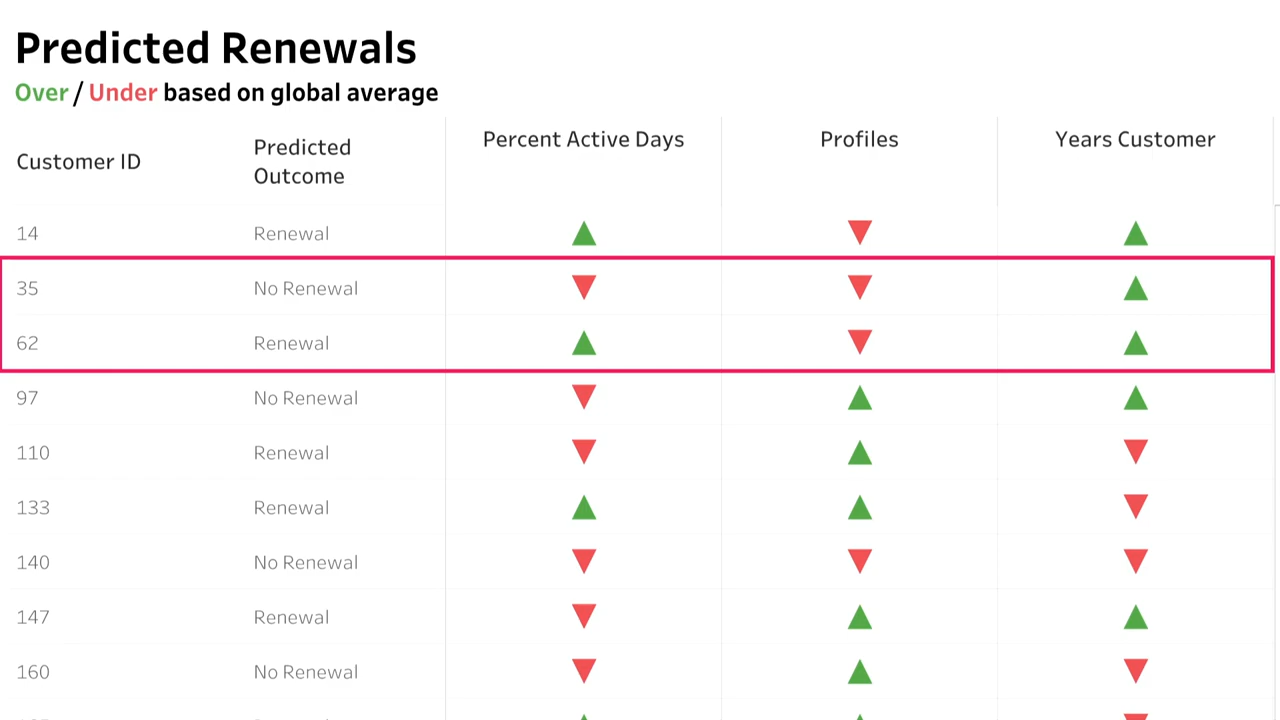 Predicted Renewals
Over / Under based on global average
Customer ID
Predicted
Outcome
Percent Active Days
Profiles
Years Customer
14 Renewal
35 No Renewal
62 Renewal
97 No Renewal
110 Renewal
133 Renewal
140 No Renewal
147 Renewal
160 No Renewal